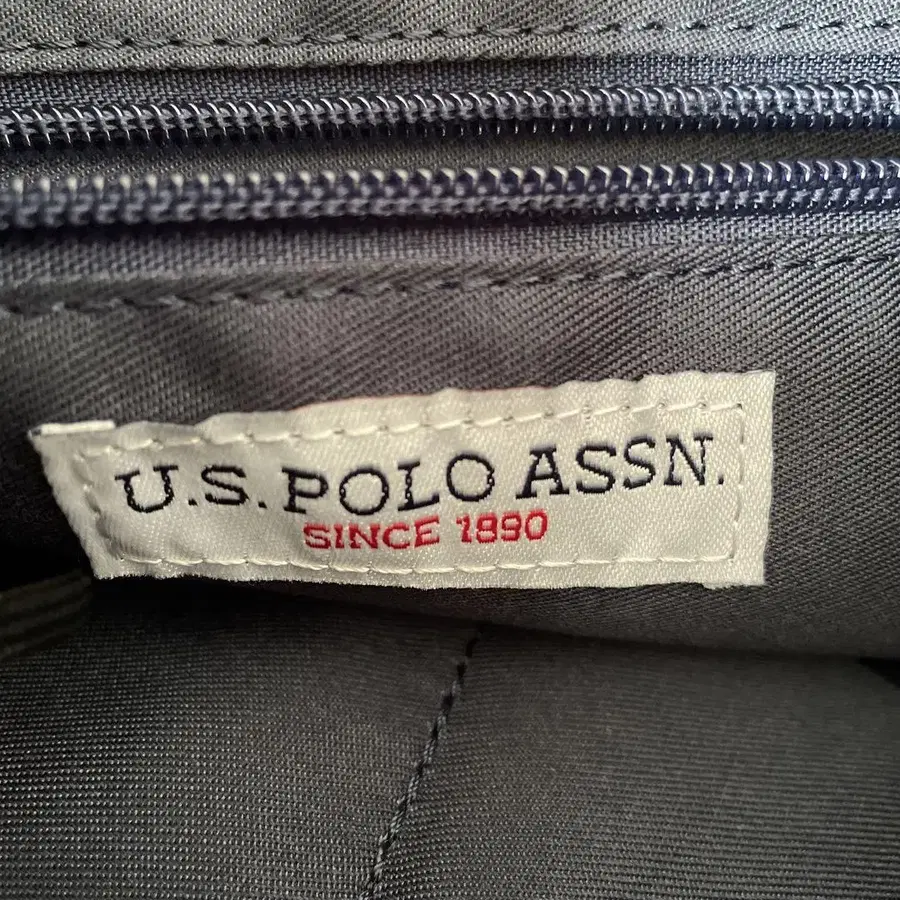 U.S. POLO ASSN.
SINCE 1890